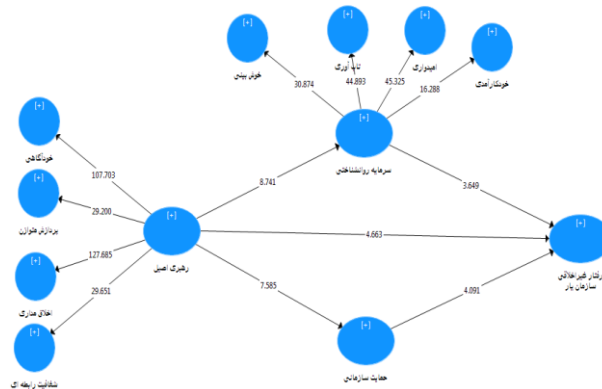 [+]
[+]
[+]
[+]
خوش بینی
تاب آوری
امیدواری
خودکارآمدی
30.874
44.893
45.325
16.288
[+]
خودآگاهی
[+]
سرمایه روانشناختی
107.703
8.741
3.649
[+]
پردازش متوازن
29.200
[+]
رهبری اصیل
4.663
[+]
رفتار غیراخلاقی
سازمان یار
127.685
[+]
اخلاق مداری
29.651
7.585
4.091
[+]
شفافیت رابطه ای
[+]
حمایت سازمانی